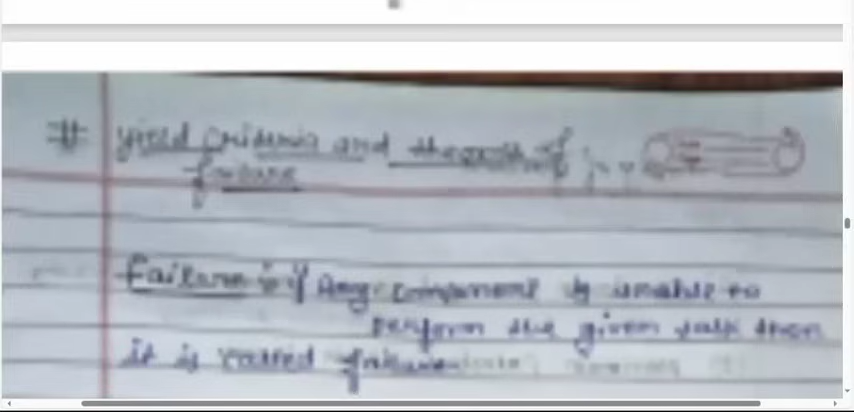 # yield criteria and theories of
failure
Failure :- if Any component is unable to
perform the given task then
it is called failure